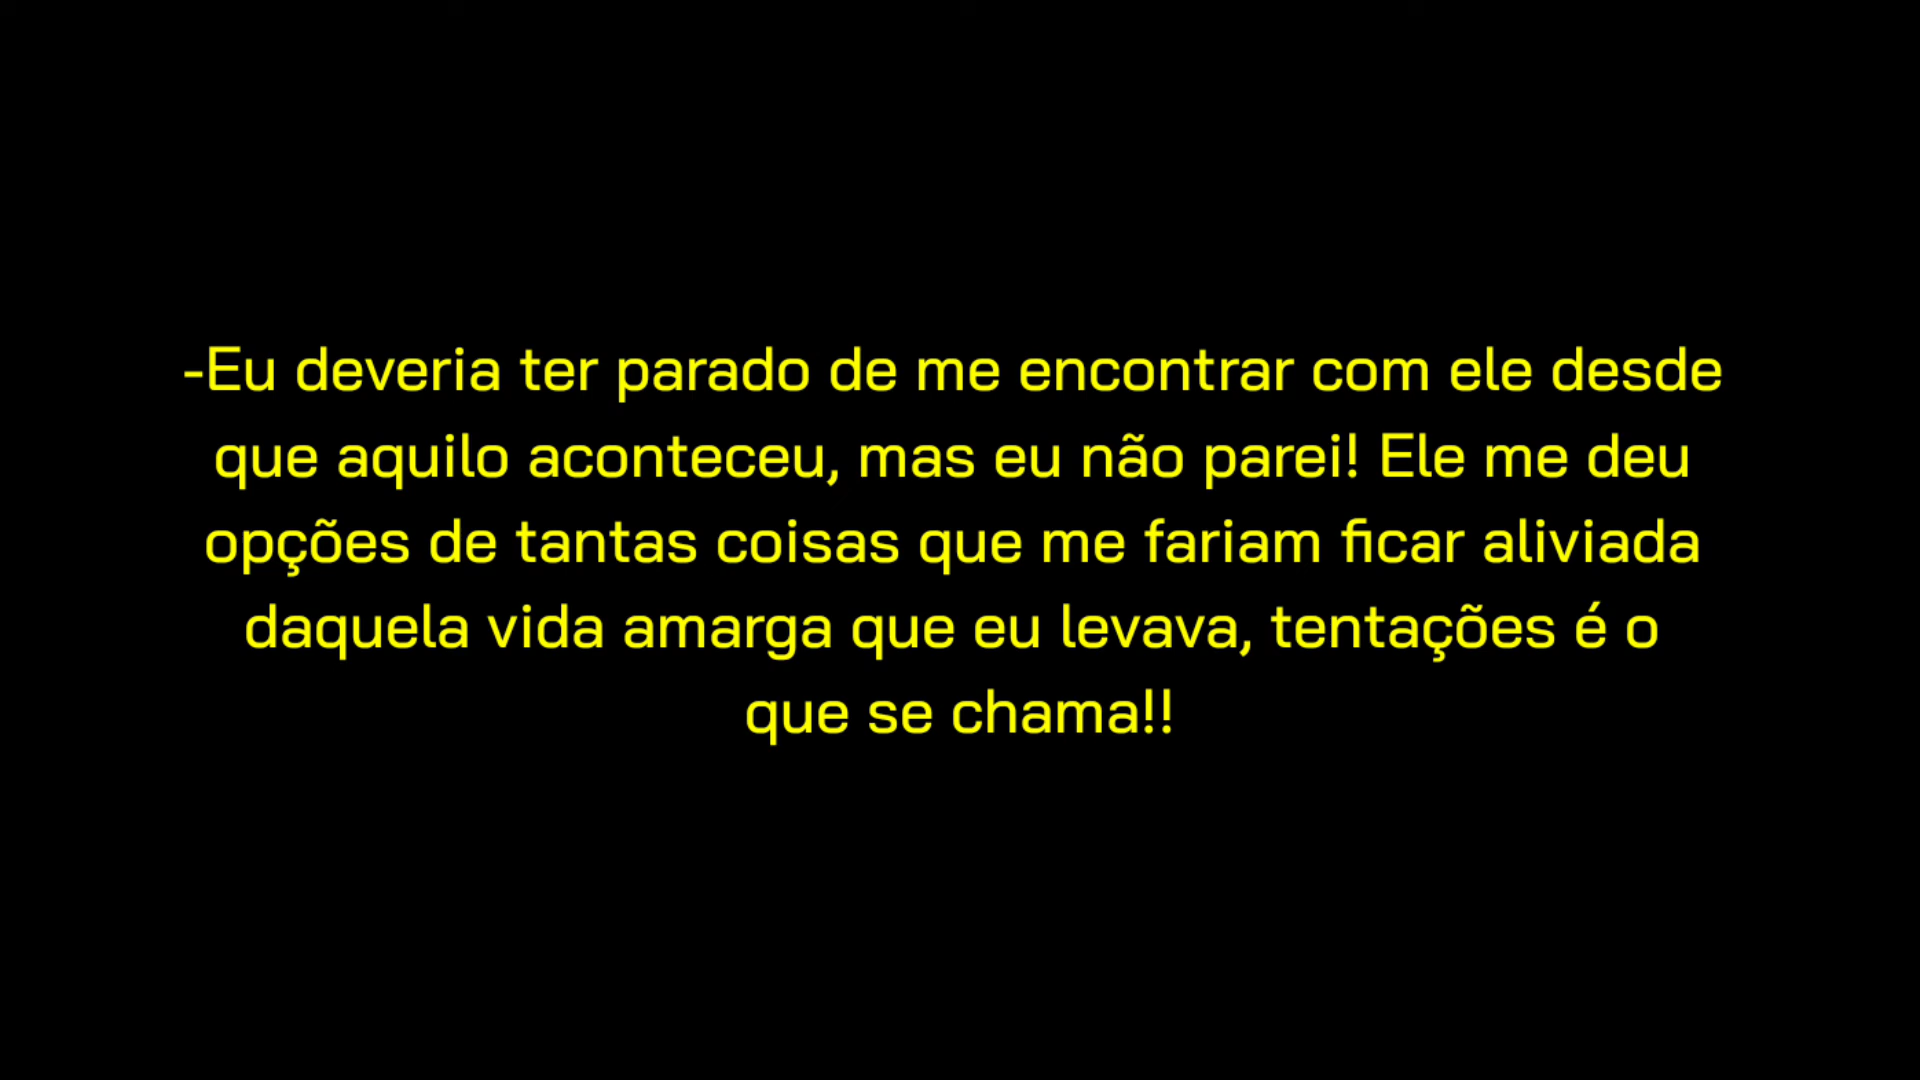 -Eu deveria ter parado de me encontrar com ele desde
que aquilo aconteceu, mas eu não parei! Ele me deu
opções de tantas coisas que me fariam ficar aliviada
daquela vida amarga que eu levava, tentações é o
que se chama!!